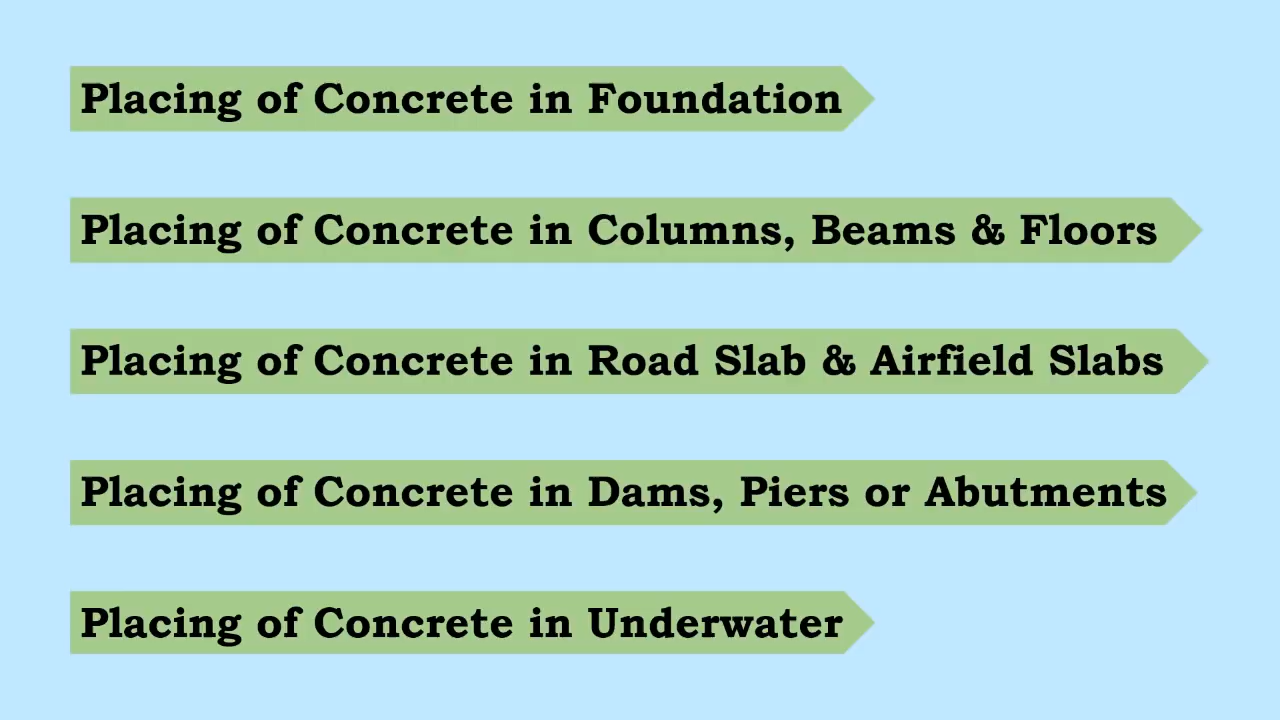 Placing of Concrete in Foundation
Placing of Concrete in Columns, Beams & Floors
Placing of Concrete in Road Slab & Airfield Slabs
Placing of Concrete in Dams, Piers or Abutments
Placing of Concrete in Underwater